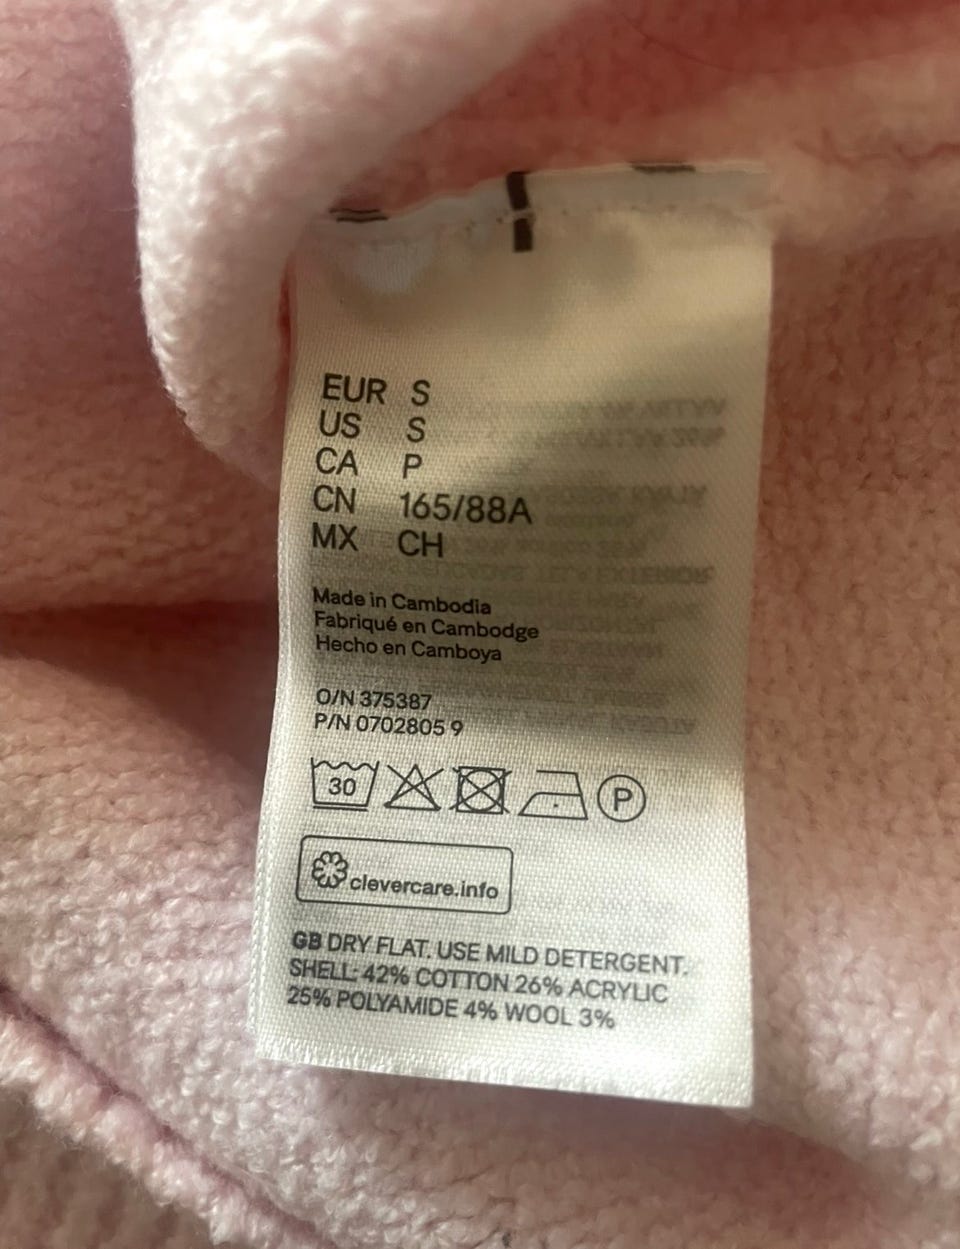 EUR S
US S
CA P
CN 165/88A
MX CH
Made in Cambodia
Fabriqué en Cambodge
Hecho en Camboya
O/N 375387
P/N 0702805 9
30
P
clevercare.info
GB DRY FLAT. USE MILD DETERGENT.
SHELL: 42% COTTON 26% ACRYLIC
25% POLYAMIDE 4% WOOL 3%